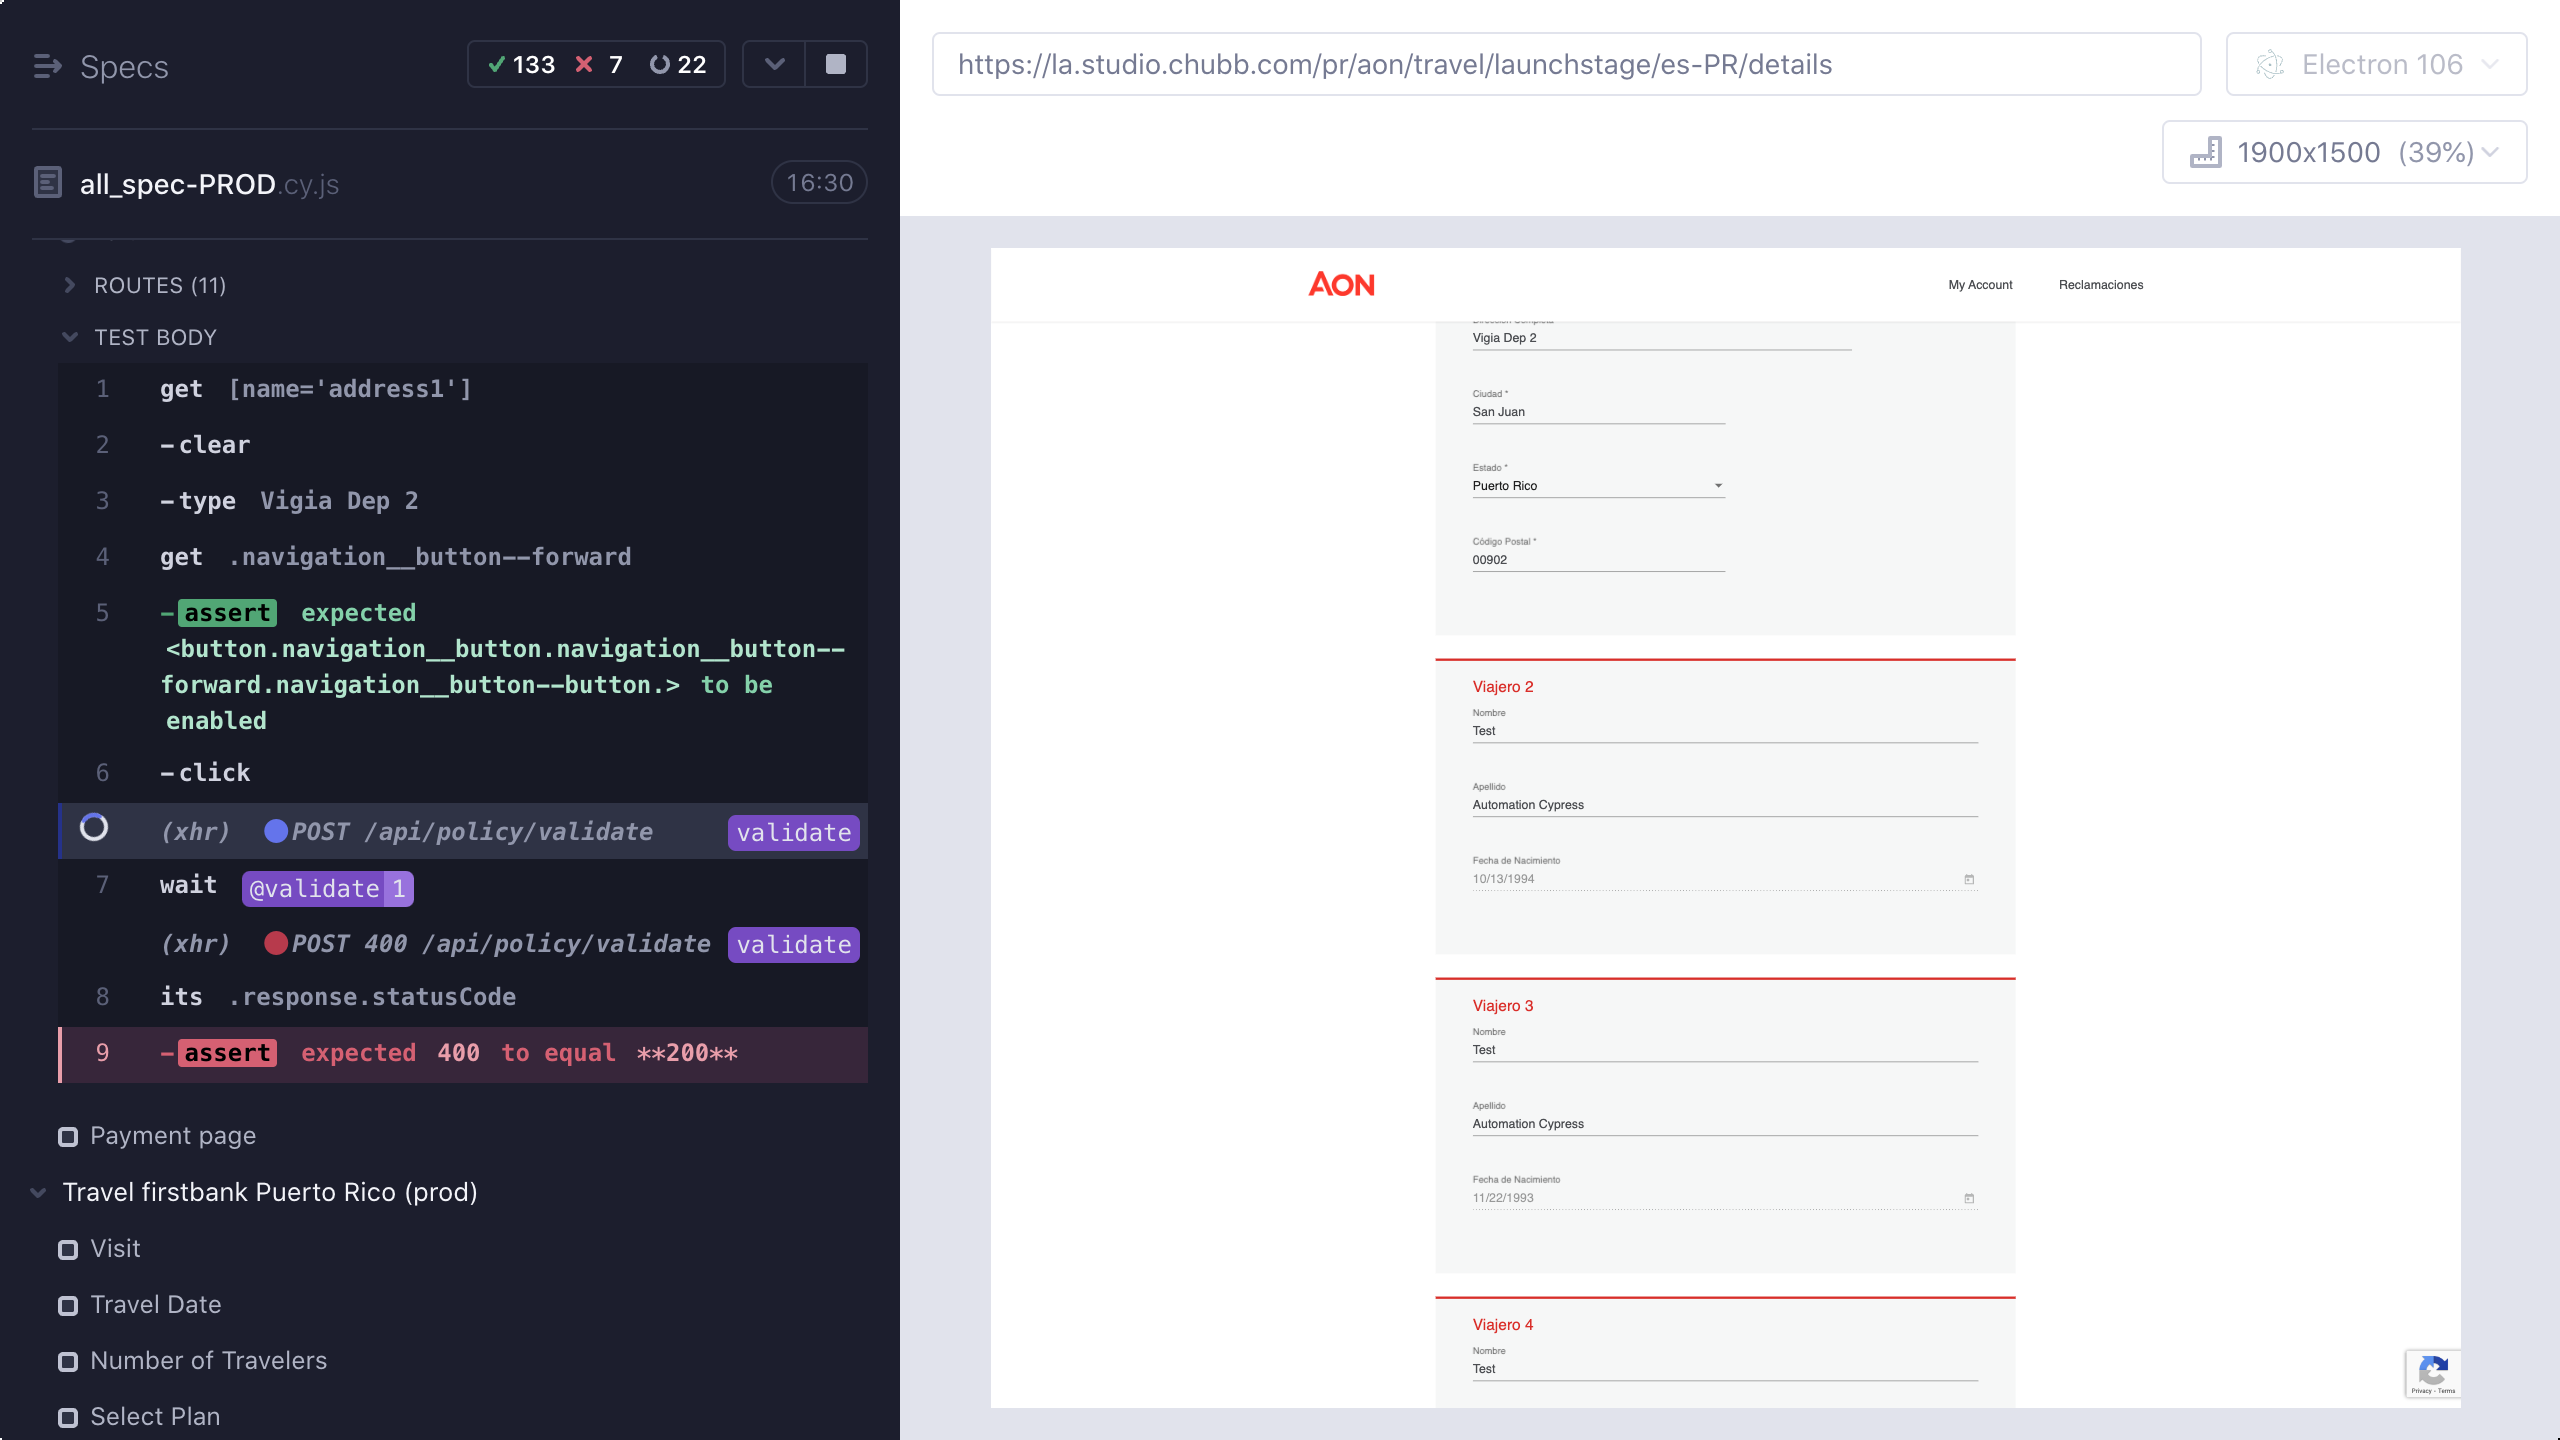 Specs
133 7 22
all_spec-PROD.cy.js
16:30
ROUTES (11)
TEST BODY
1 get [name='address1']
2 -clear
3 -type Vigia Dep 2
4 get .navigation__button--forward
5 -assert expected
<button.navigation__button.navigation__button--
forward.navigation__button--button.> to be
enabled
6 -click
(xhr) POST /api/policy/validate validate
7 wait @validate 1
(xhr) POST 400 /api/policy/validate validate
8 its .response.statusCode
9 -assert expected 400 to equal **200**
Payment page
Travel firstbank Puerto Rico (prod)
Visit
Travel Date
Number of Travelers
Select Plan
https://la.studio.chubb.com/pr/aon/travel/launchstage/es-PR/details
Electron 106
1900x1500 (39%)
AON
My Account
Reclamaciones
Vigia Dep 2
Ciudad *
San Juan
Estado *
Puerto Rico
Código Postal *
00902
Viajero 2
Nombre
Test
Apellido
Automation Cypress
Fecha de Nacimiento
10/13/1994
Viajero 3
Nombre
Test
Apellido
Automation Cypress
Fecha de Nacimiento
11/22/1993
Viajero 4
Nombre
Test
Privacy - Terms